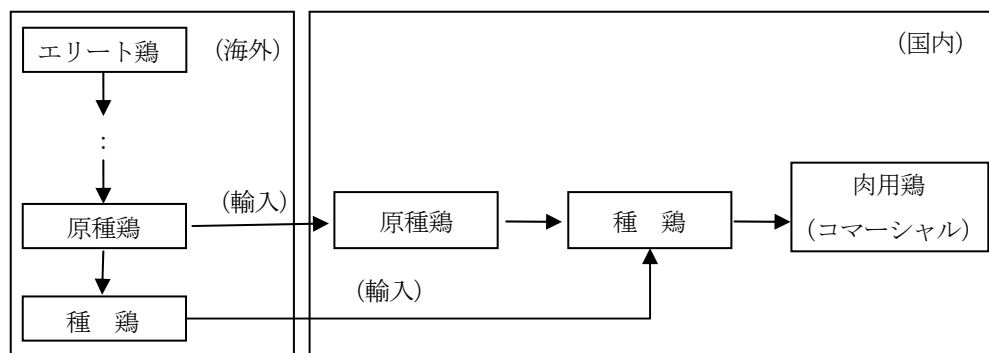 エリート鶏
（海外）
（国内）
：
（輸入）
原種鶏
原種鶏
種　鶏
肉用鶏
（コマーシャル）
（輸入）
種　鶏